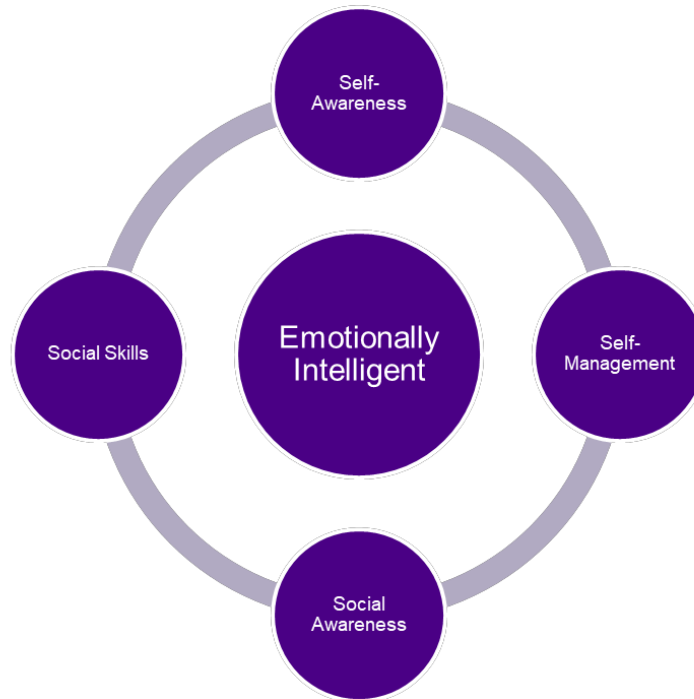 Self-
Awareness
Emotionally
Intelligent
Social Skills
Self-
Management
Social
Awareness